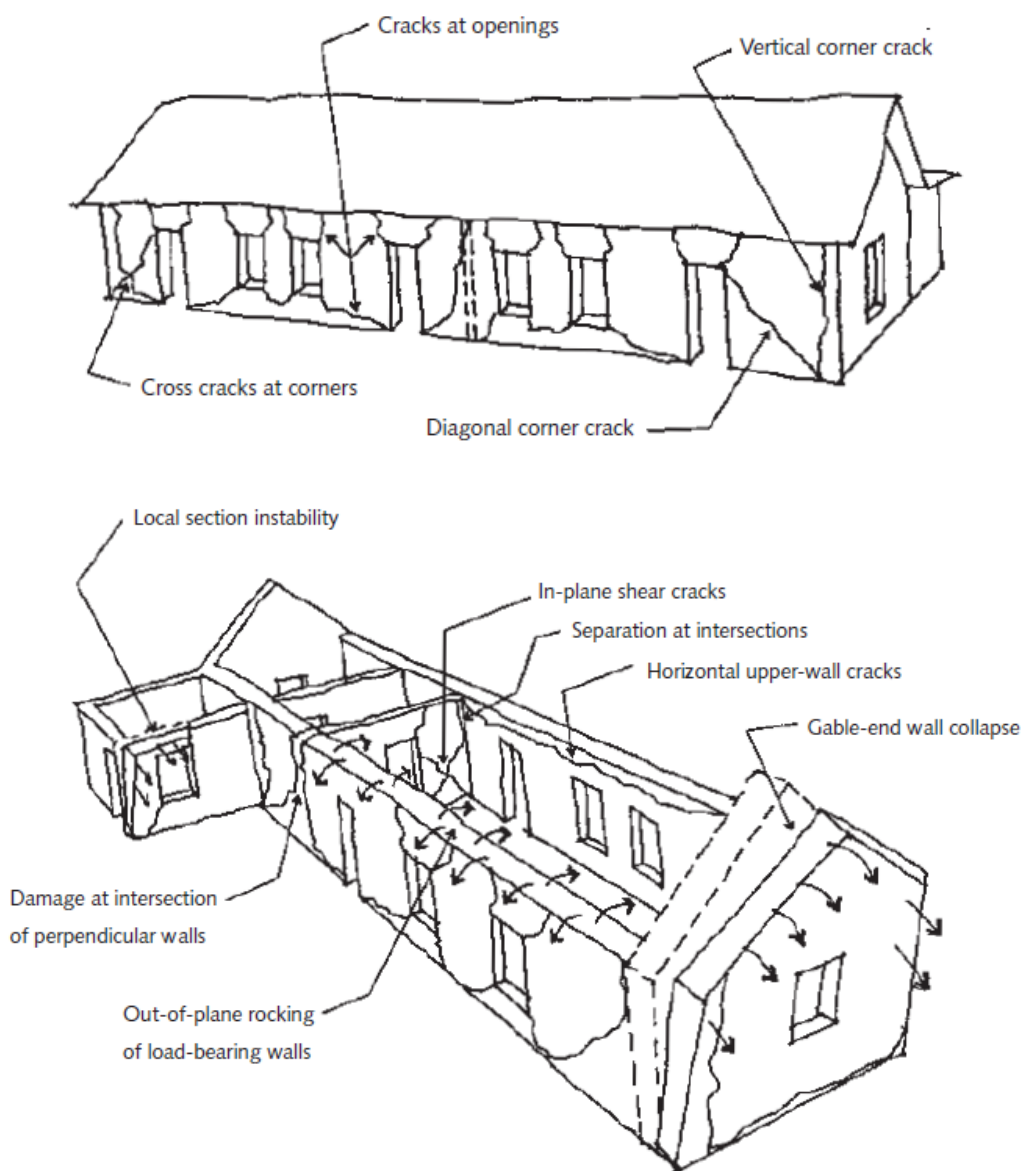 Cracks at openings
Vertical corner crack
Cross cracks at corners
Diagonal corner crack
Local section instability
In-plane shear cracks
Separation at intersections
Horizontal upper-wall cracks
Gable-end wall collapse
Damage at intersection
of perpendicular walls
Out-of-plane rocking
of load-bearing walls